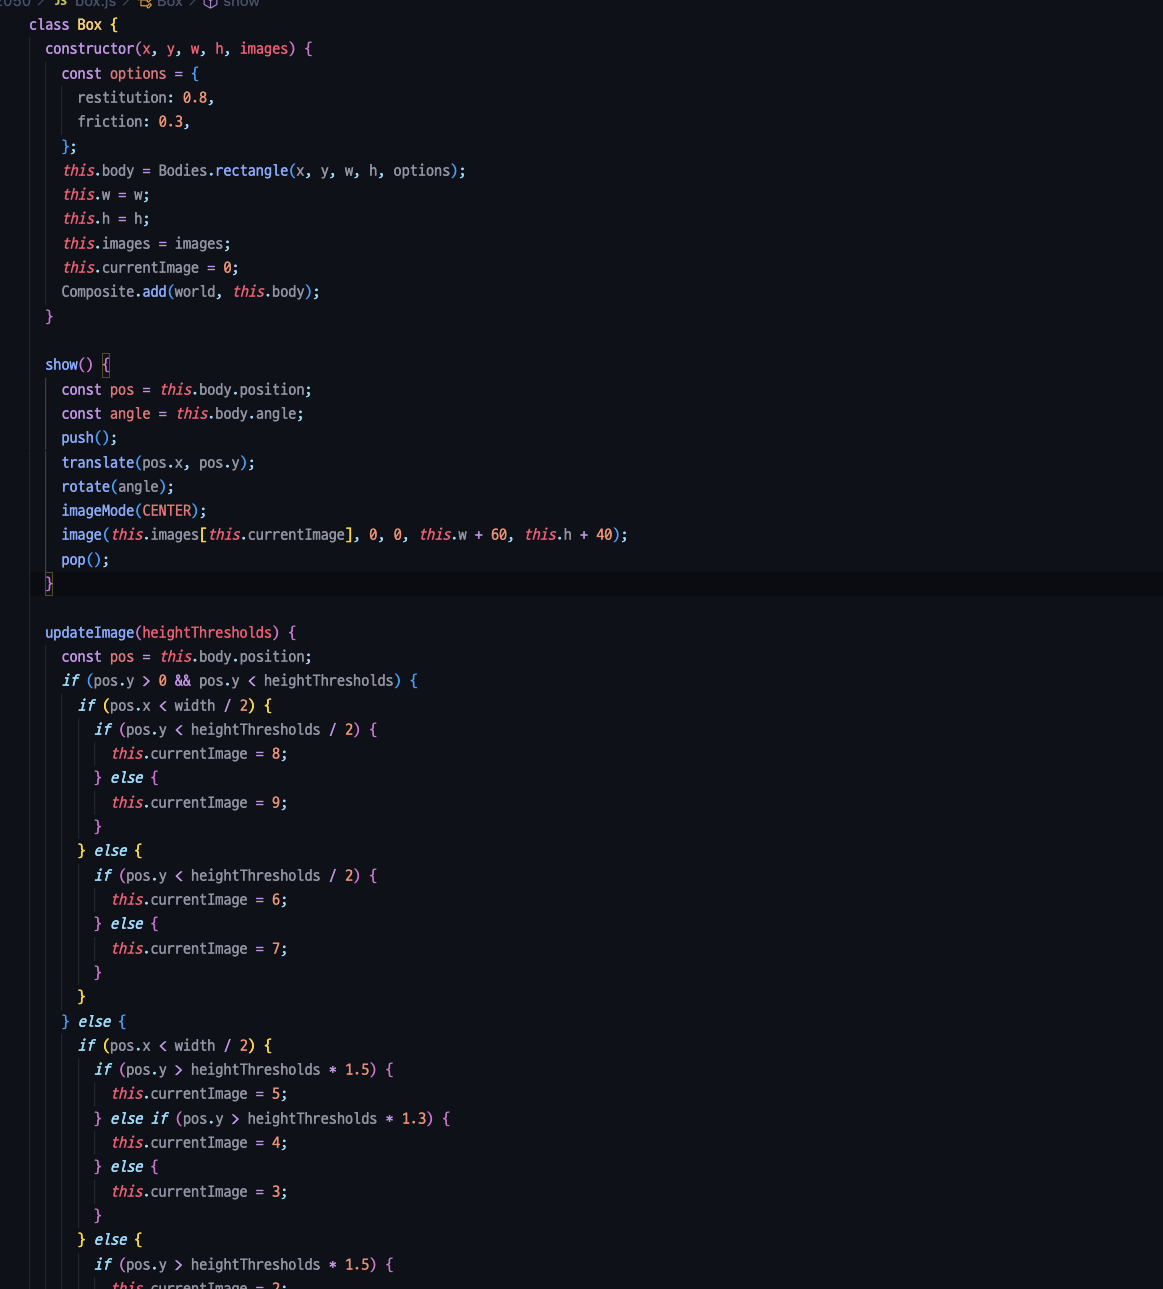 2050 > JS box.js > Box > show
class Box {
constructor(x, y, w, h, images) {
const options = {
restitution: 0.8,
friction: 0.3,
};
this.body = Bodies.rectangle(x, y, w, h, options);
this.w = w;
this.h = h;
this.images = images;
this.currentImage = 0;
Composite.add(world, this.body);
}
show() {
const pos = this.body.position;
const angle = this.body.angle;
push();
translate(pos.x, pos.y);
rotate(angle);
imageMode(CENTER);
image(this.images[this.currentImage], 0, 0, this.w + 60, this.h + 40);
pop();
}
updateImage(heightThresholds) {
const pos = this.body.position;
if (pos.y > 0 && pos.y < heightThresholds) {
if (pos.x < width / 2) {
if (pos.y < heightThresholds / 2) {
this.currentImage = 8;
} else {
this.currentImage = 9;
}
} else {
if (pos.y < heightThresholds / 2) {
this.currentImage = 6;
} else {
this.currentImage = 7;
}
}
} else {
if (pos.x < width / 2) {
if (pos.y > heightThresholds * 1.5) {
this.currentImage = 5;
} else if (pos.y > heightThresholds * 1.3) {
this.currentImage = 4;
} else {
this.currentImage = 3;
}
} else {
if (pos.y > heightThresholds * 1.5) {
this.currentImage = 2;